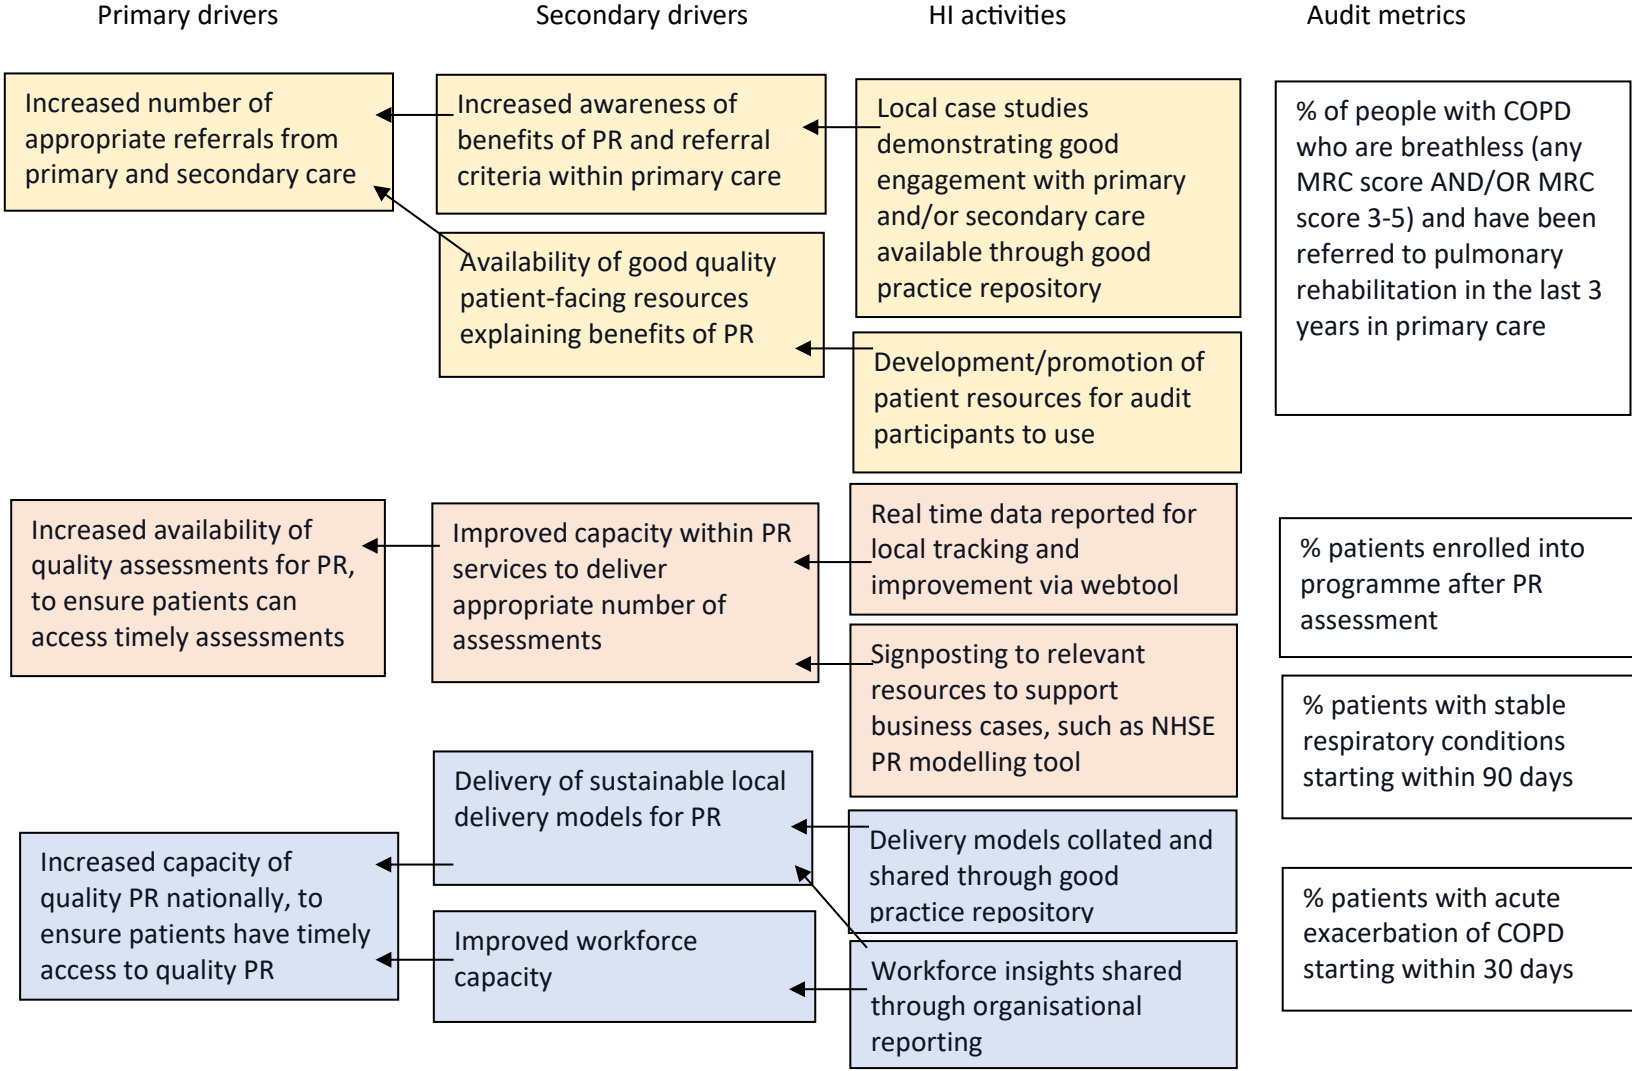 Primary drivers
Secondary drivers
HI activities
Audit metrics
Increased number of
appropriate referrals from
primary and secondary care
Increased awareness of
benefits of PR and referral
criteria within primary care
Availability of good quality
patient-facing resources
explaining benefits of PR
Local case studies
demonstrating good
engagement with primary
and/or secondary care
available through good
practice repository
Development/promotion of
patient resources for audit
participants to use
% of people with COPD
who are breathless (any
MRC score AND/OR MRC
score 3-5) and have been
referred to pulmonary
rehabilitation in the last 3
years in primary care
Increased availability of
quality assessments for PR,
to ensure patients can
access timely assessments
Improved capacity within PR
services to deliver
appropriate number of
assessments
Real time data reported for
local tracking and
improvement via webtool
Signposting to relevant
resources to support
business cases, such as NHSE
PR modelling tool
% patients enrolled into
programme after PR
assessment
% patients with stable
respiratory conditions
starting within 90 days
Increased capacity of
quality PR nationally, to
ensure patients have timely
access to quality PR
Delivery of sustainable local
delivery models for PR
Improved workforce
capacity
Delivery models collated and
shared through good
practice repository
Workforce insights shared
through organisational
reporting
% patients with acute
exacerbation of COPD
starting within 30 days